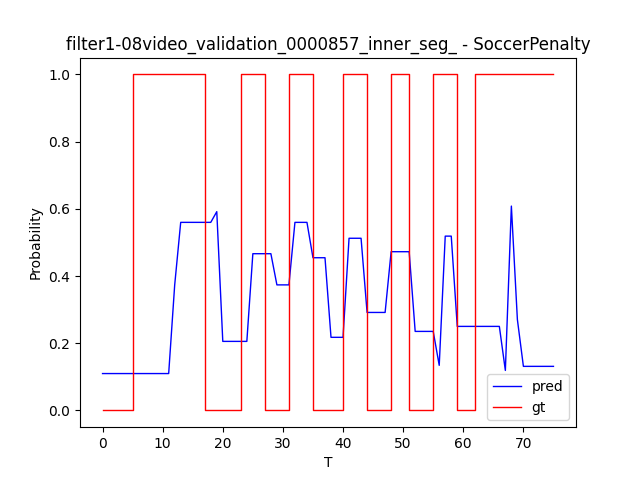 filter1-08video_validation_0000857_inner_seg_ - SoccerPenalty
1.0
0.8
0.6
0.4
0.2
0.0
Probability
0 10 20 30 40 50 60 70
T
pred
gt